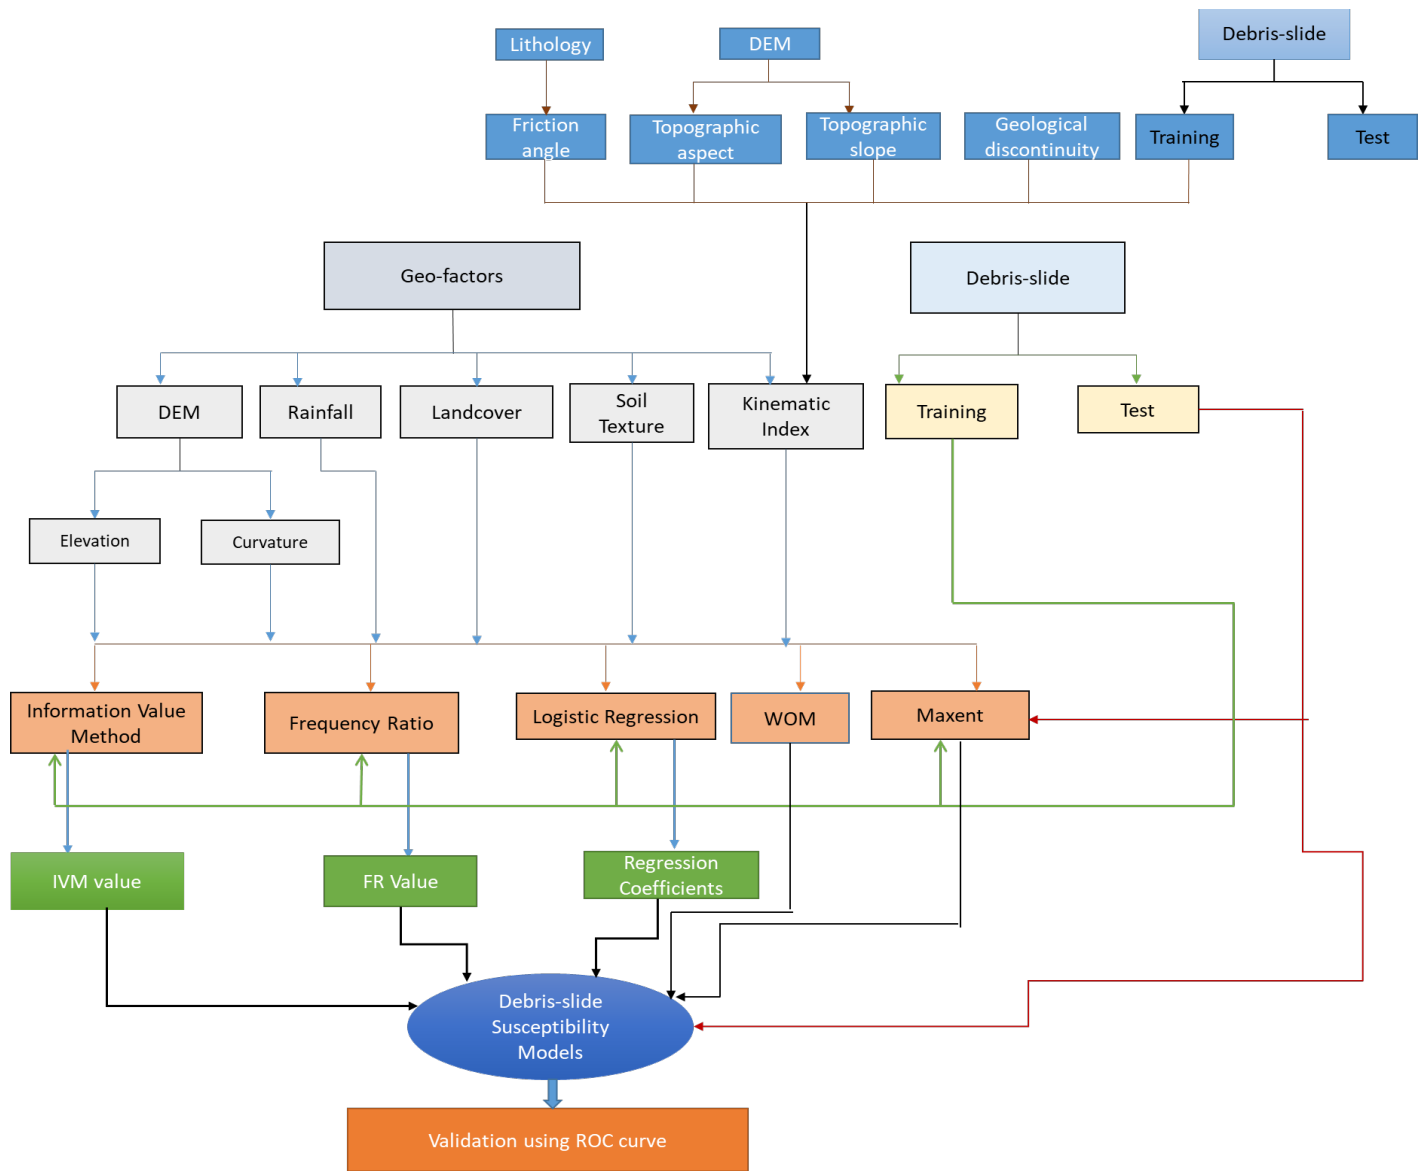 Lithology
DEM
Debris-slide
Friction
angle
Topographic
aspect
Topographic
slope
Geological
discontinuity
Training
Test
Geo-factors
Debris-slide
DEM
Rainfall
Landcover
Soil
Texture
Kinematic
Index
Training
Test
Elevation
Curvature
Information Value
Method
Frequency Ratio
Logistic Regression
WOM
Maxent
IVM value
FR Value
Regression
Coefficients
Debris-slide
Susceptibility
Models
Validation using ROC curve